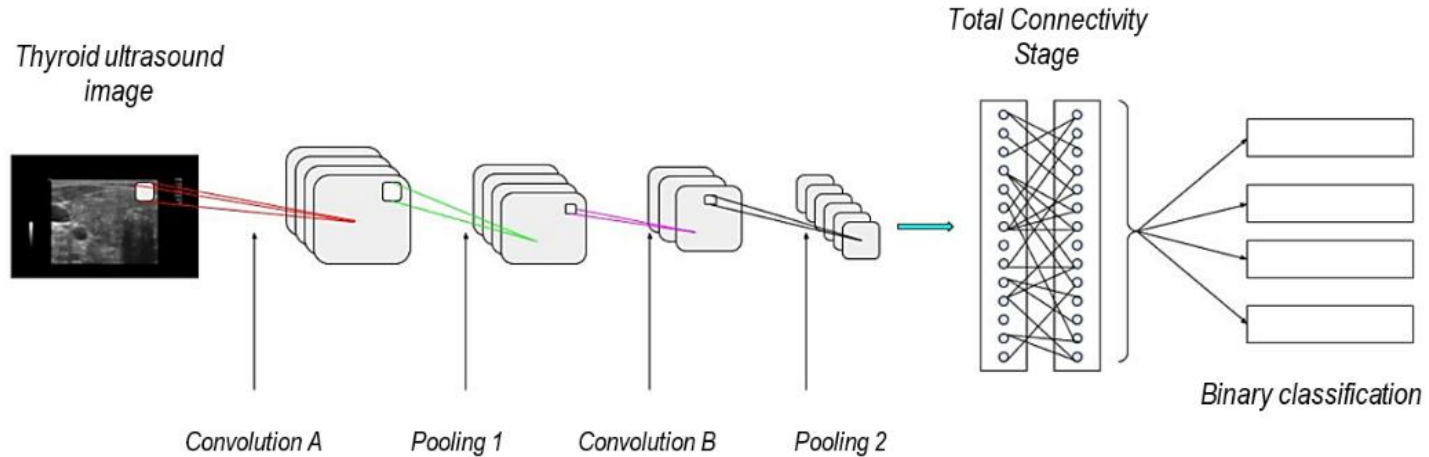 Thyroid ultrasound
image
Total Connectivity
Stage
Convolution A
Pooling 1
Convolution B
Pooling 2
Binary classification